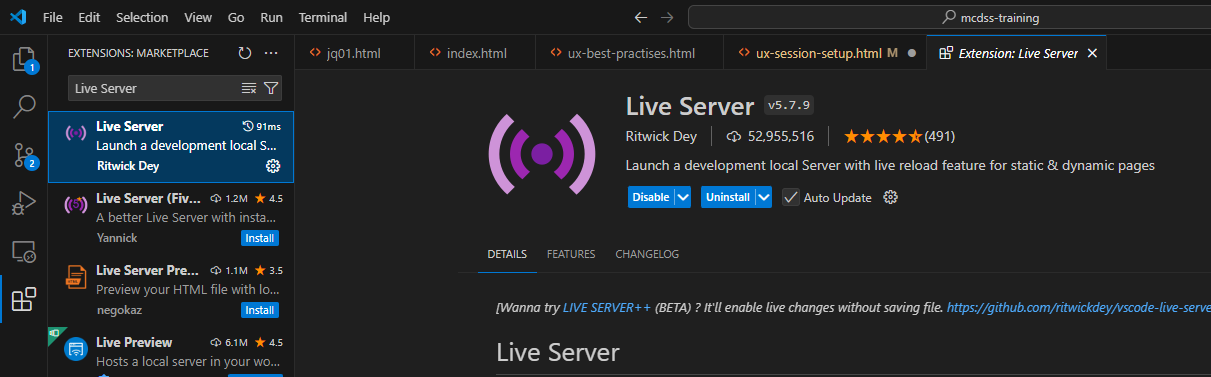 File Edit Selection View Go Run Terminal Help
mcdss-training
EXTENSIONS: MARKETPLACE
Live Server
Live Server 91ms
Launch a development local S...
Ritwick Dey
Live Server (Fiv... 1.2M 4.5
A better Live Server with insta...
Yannick Install
Live Server Pre... 1.1M 3.5
Preview your HTML file with lo...
negokaz Install
Live Preview 6.1M 4.5
Hosts a local server in your wo...
1
2
jq01.html index.html ux-best-practises.html ux-session-setup.html M Extension: Live Server
Live Server v5.7.9
Ritwick Dey 52,955,516 (491)
Launch a development local Server with live reload feature for static & dynamic pages
Disable Uninstall Auto Update
DETAILS FEATURES CHANGELOG
[Wanna try LIVE SERVER++ (BETA) ? It'll enable live changes without saving file. https://github.com/ritwickdey/vscode-live-serve
Live Server